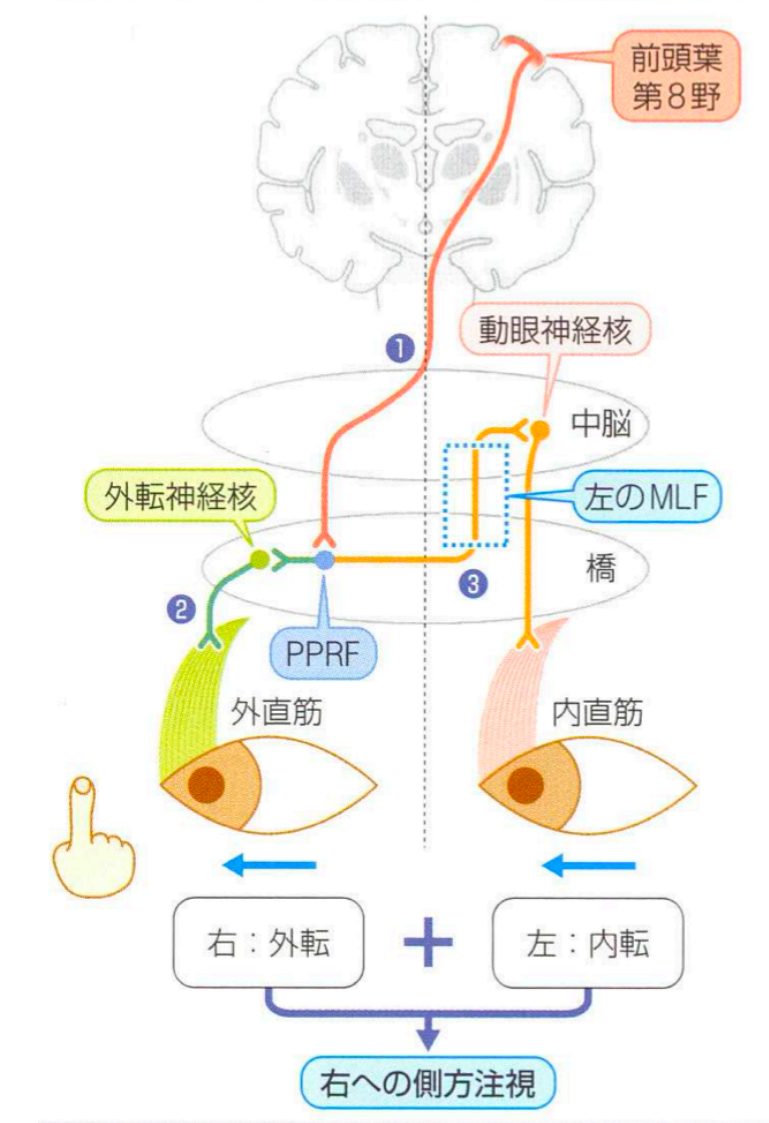 前頭葉
第8野
動眼神経核
❶
中脳
外転神経核
左のMLF
橋
❸
❷
PPRF
外直筋
内直筋
右：外転
+
左：内転
右への側方注視